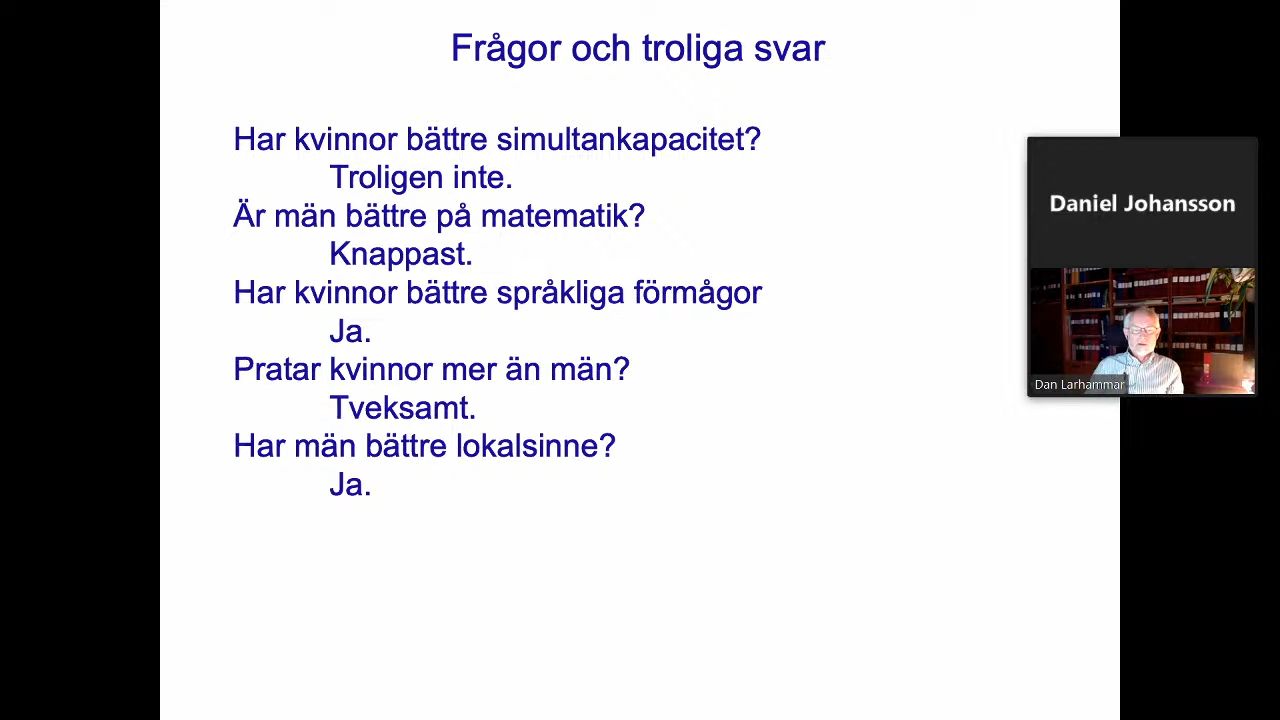 Frågor och troliga svar
Har kvinnor bättre simultankapacitet?
Troligen inte.
Är män bättre på matematik?
Knappast.
Har kvinnor bättre språkliga förmågor
Ja.
Pratar kvinnor mer än män?
Tveksamt.
Har män bättre lokalsinne?
Ja.
Daniel Johansson
Dan Larhammar